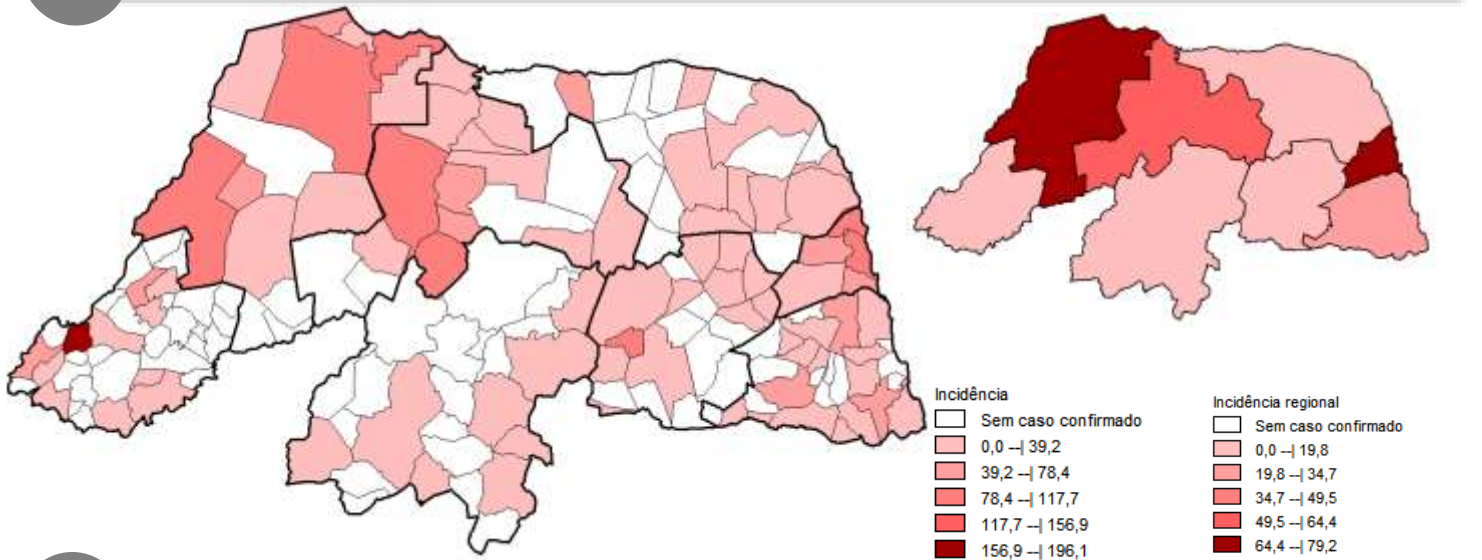 Incidência
Sem caso confirmado
0,0 --| 39,2
39,2 --| 78,4
78,4 --| 117,7
117,7 --| 156,9
156,9 --| 196,1
Incidência regional
Sem caso confirmado
0,0 --| 19,8
19,8 --| 34,7
34,7 --| 49,5
49,5 --| 64,4
64,4 --| 79,2